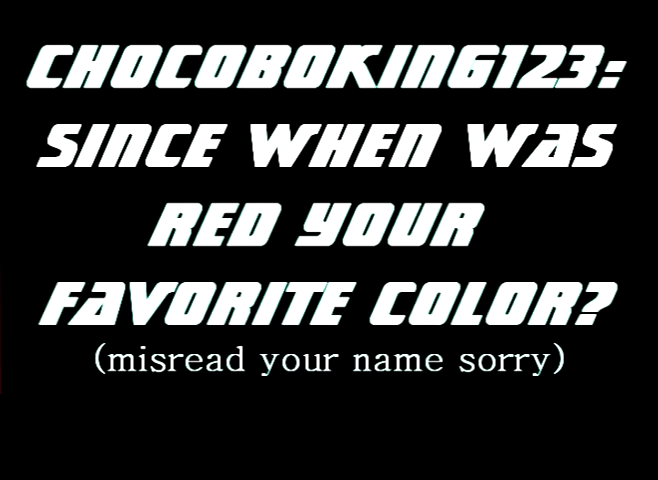 CHOCOBOKING123:
SINCE WHEN WAS
RED YOUR
FAVORITE COLOR?
(misread your name sorry)